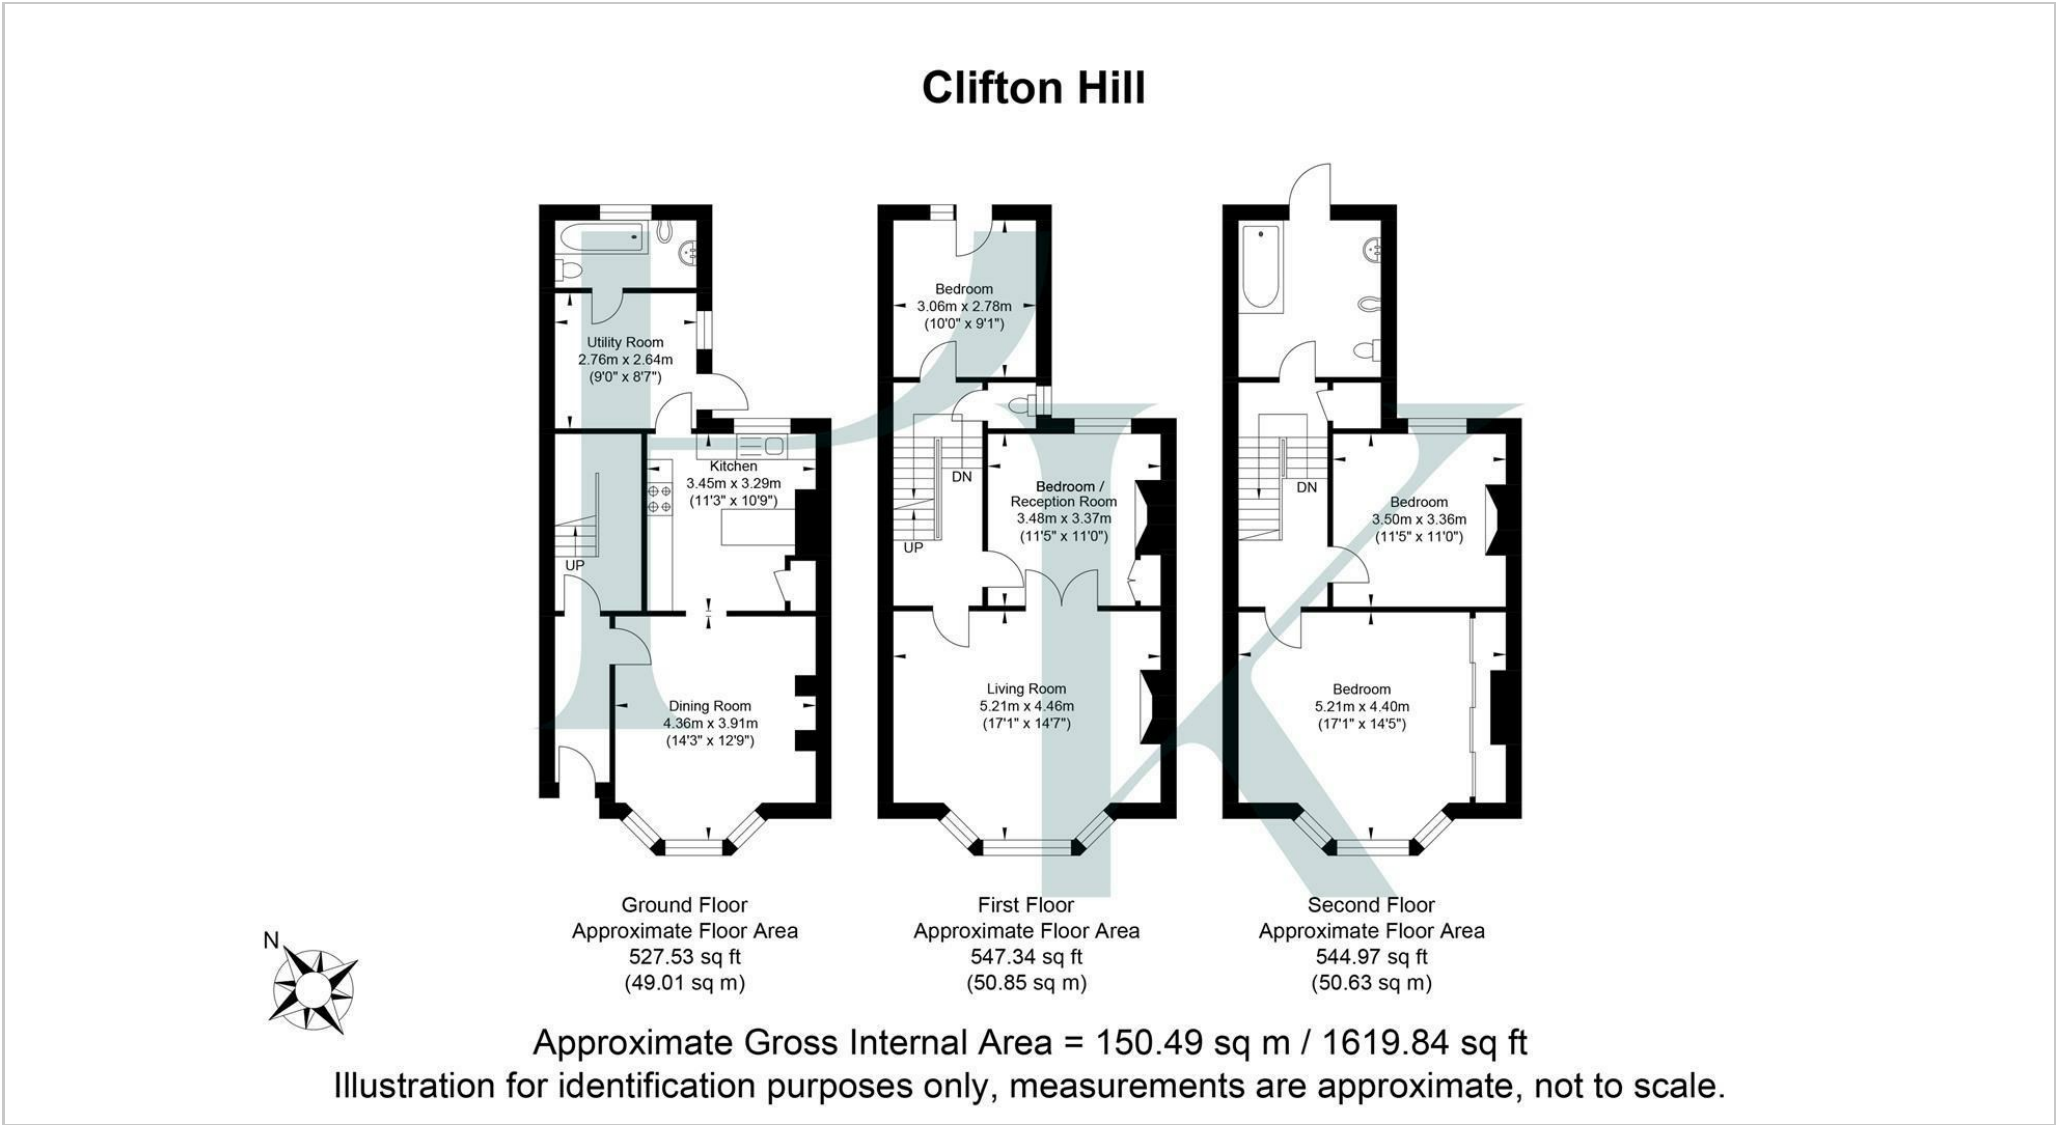 Clifton Hill
Utility Room
2.76m x 2.64m
(9'0" x 8'7")
Kitchen
3.45m x 3.29m
(11'3" x 10'9")
UP
Dining Room
4.36m x 3.91m
(14'3" x 12'9")
Ground Floor
Approximate Floor Area
527.53 sq ft
(49.01 sq m)
Bedroom
3.06m x 2.78m
(10'0" x 9'1")
DN
UP
Bedroom /
Reception Room
3.48m x 3.37m
(11'5" x 11'0")
Living Room
5.21m x 4.46m
(17'1" x 14'7")
First Floor
Approximate Floor Area
547.34 sq ft
(50.85 sq m)
DN
Bedroom
3.50m x 3.36m
(11'5" x 11'0")
Bedroom
5.21m x 4.40m
(17'1" x 14'5")
Second Floor
Approximate Floor Area
544.97 sq ft
(50.63 sq m)
N
Approximate Gross Internal Area = 150.49 sq m / 1619.84 sq ft
Illustration for identification purposes only, measurements are approximate, not to scale.